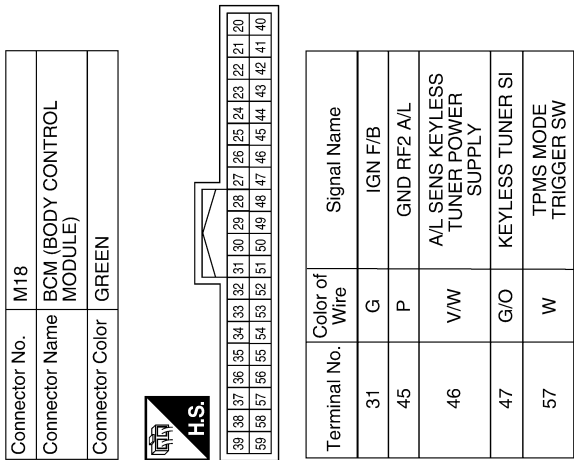 Connector No. M18
Connector Name BCM (BODY CONTROL
MODULE)
Connector Color GREEN
H.S.
39 38 37 36 35 34 33 32 31 30 29 28 27 26 25 24 23 22 21 20
59 58 57 56 55 54 53 52 51 50 49 48 47 46 45 44 43 42 41 40
Terminal No. Color of
Wire Signal Name
31 G IGN F/B
45 P GND RF2 A/L
46 V/W A/L SENS KEYLESS
TUNER POWER
SUPPLY
47 G/O KEYLESS TUNER SI
57 W TPMS MODE
TRIGGER SW